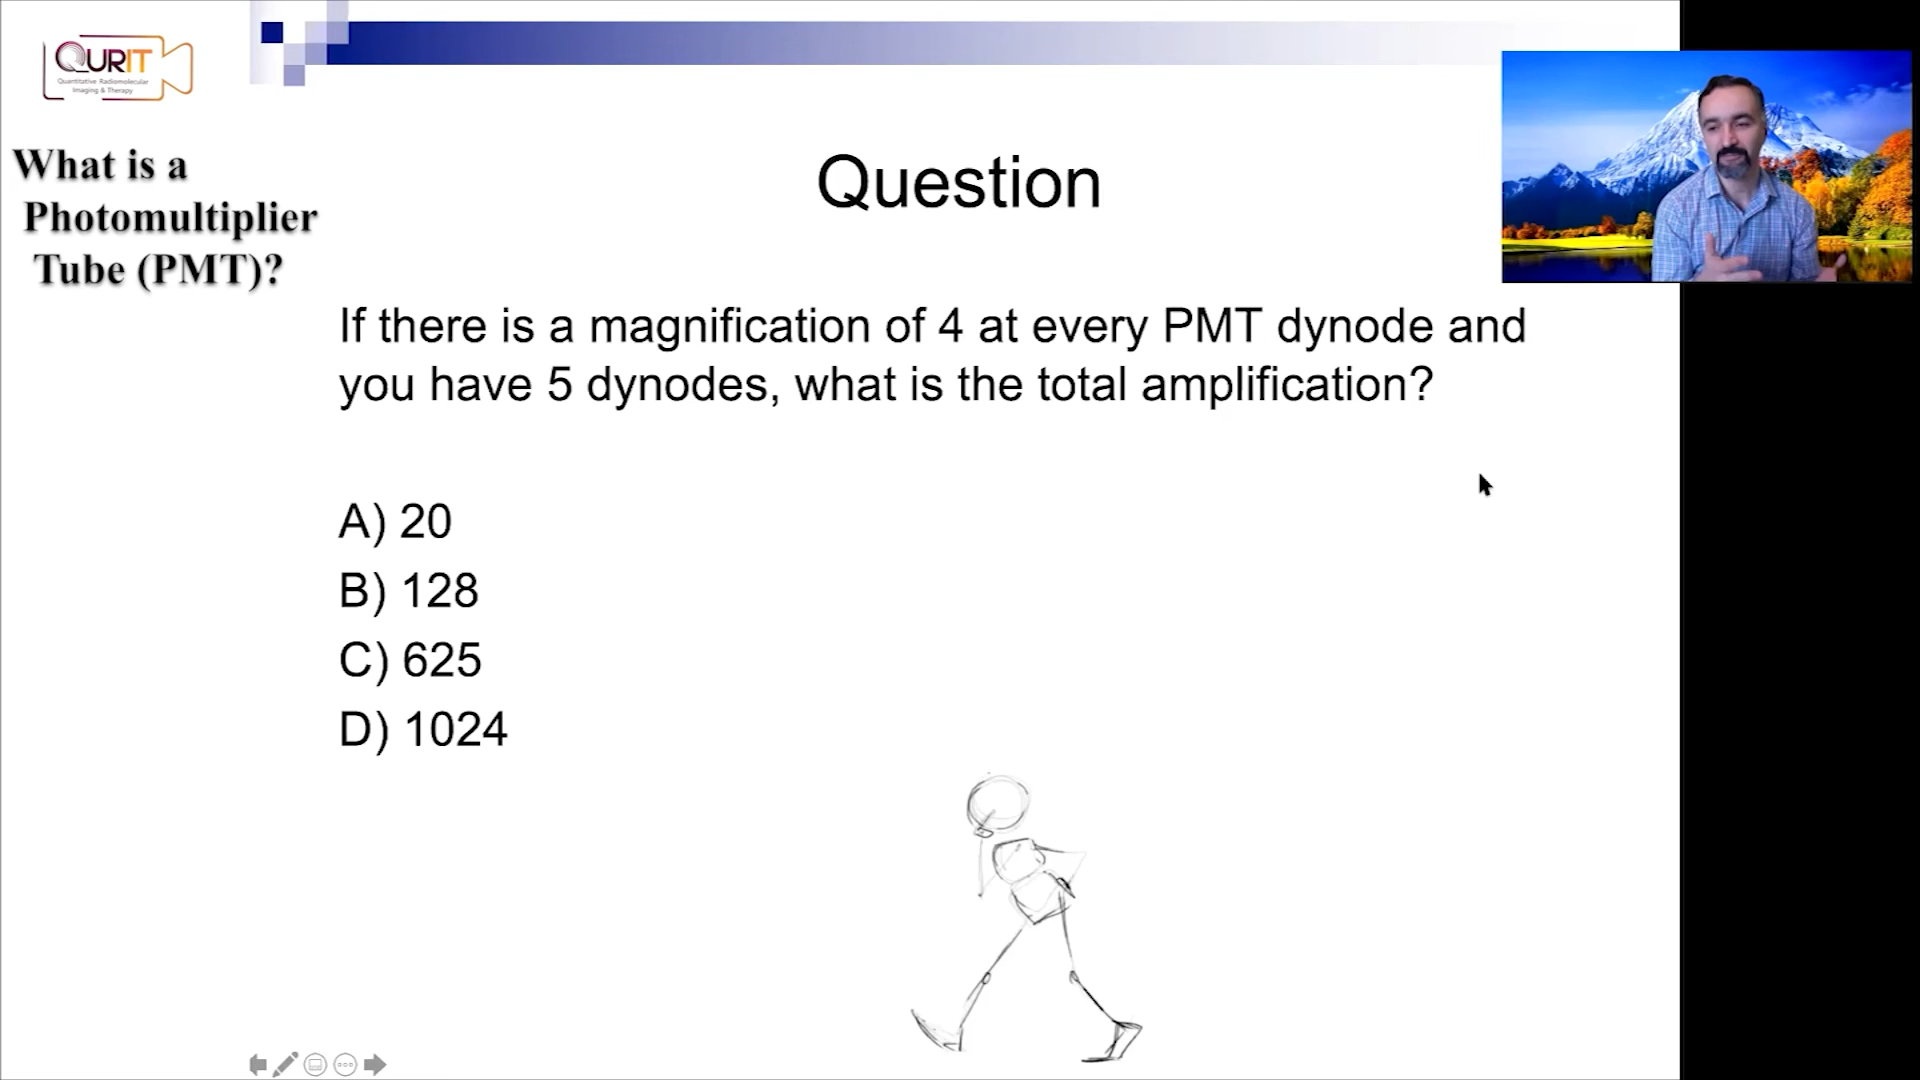 QURIT
Quantitative Radiomolecular
Imaging & Therapy
What is a
Photomultiplier
Tube (PMT)?
Question
If there is a magnification of 4 at every PMT dynode and
you have 5 dynodes, what is the total amplification?
A) 20
B) 128
C) 625
D) 1024